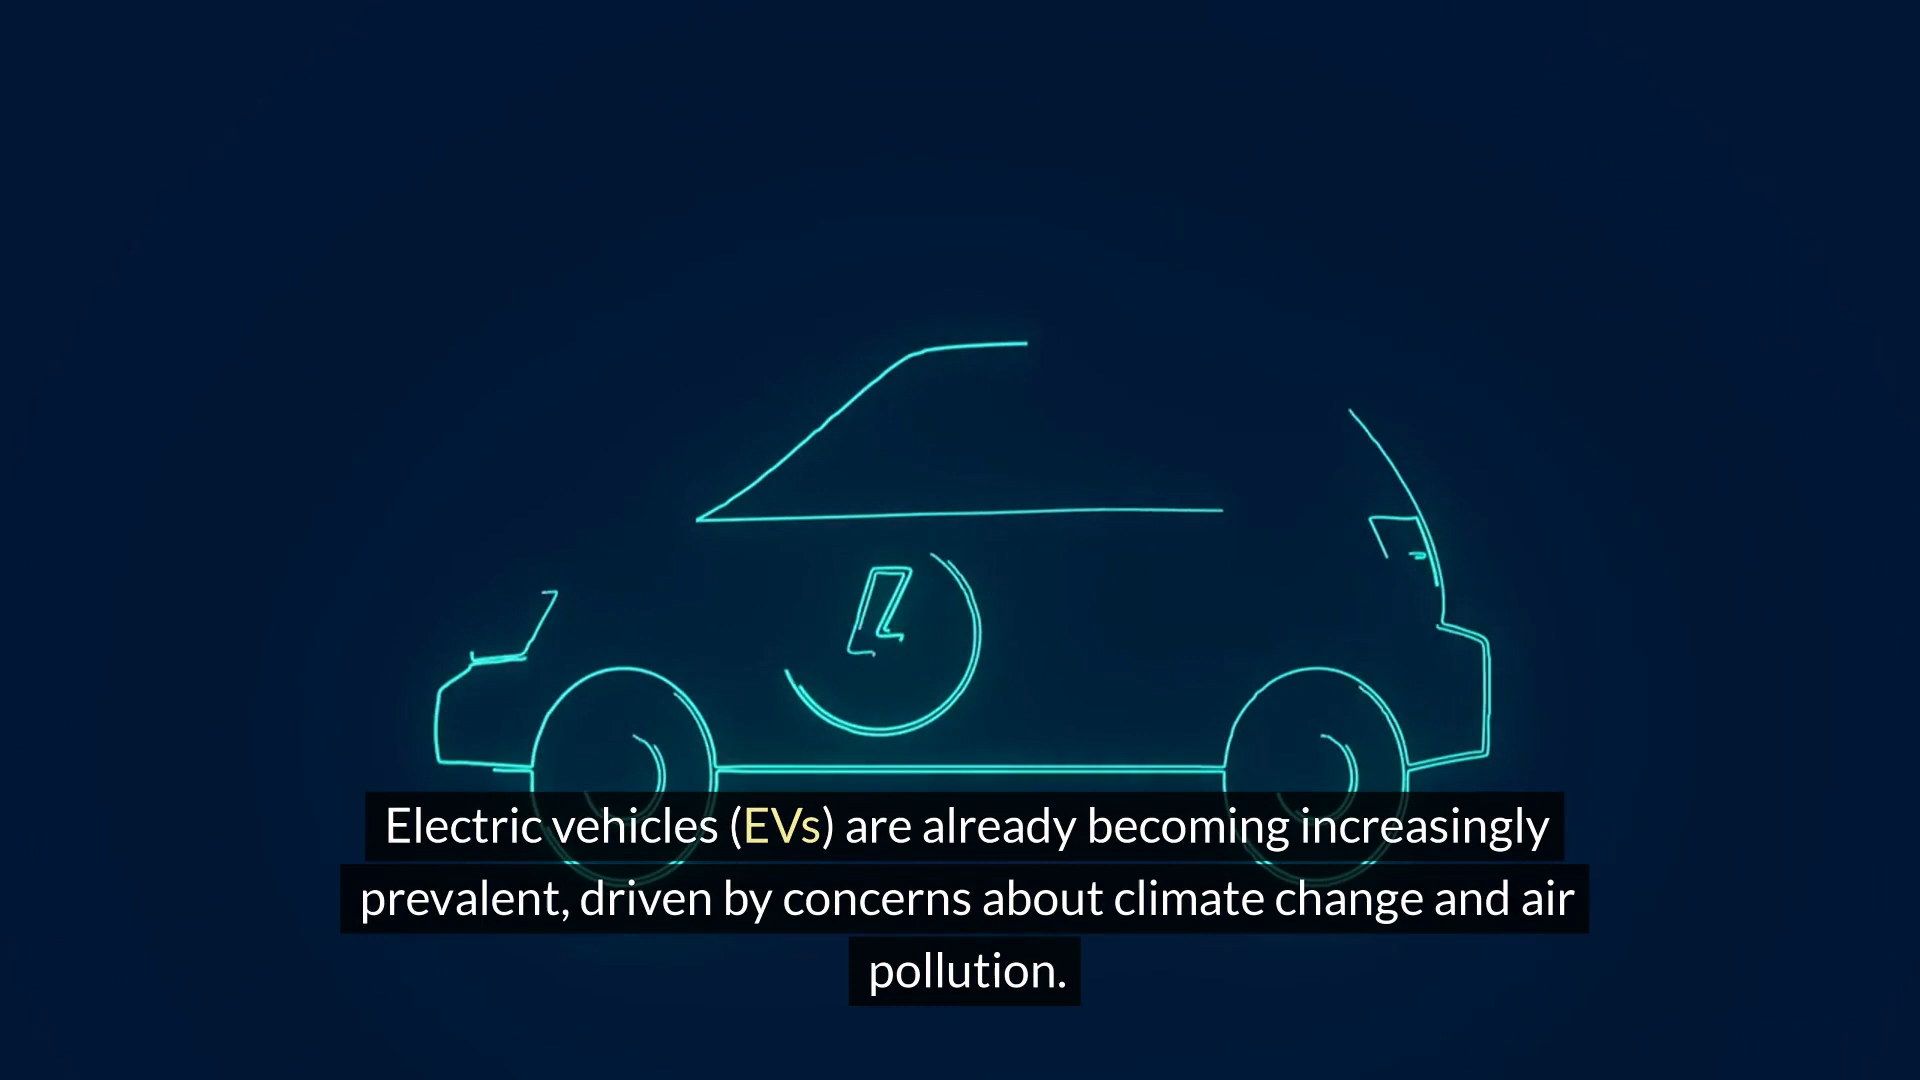 Electric vehicles (EVs) are already becoming increasingly
prevalent, driven by concerns about climate change and air
pollution.